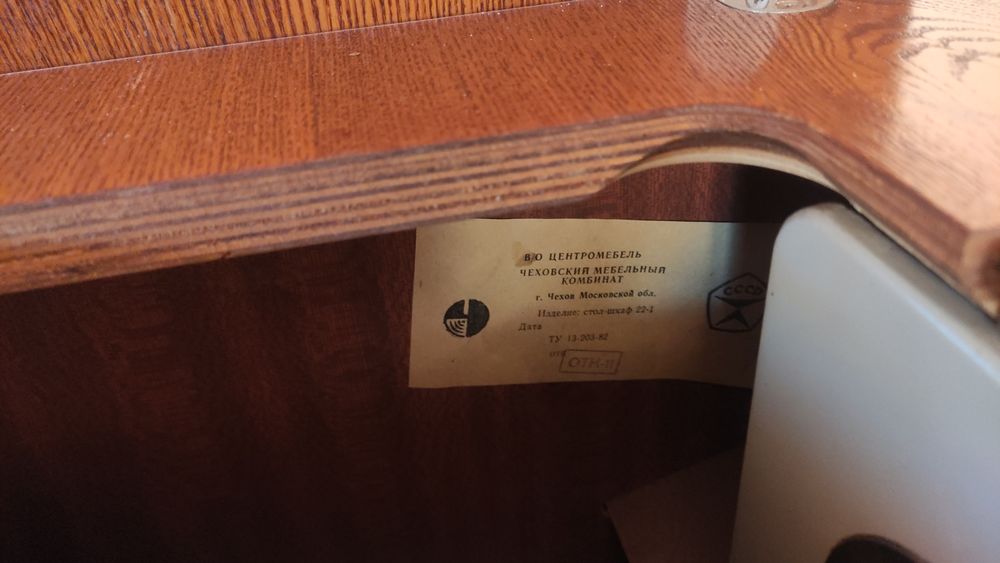 В/О ЦЕНТРОМЕБЕЛЬ
ЧЕХОВСКИЙ МЕБЕЛЬНЫЙ
КОМБИНАТ
г. Чехов Московской обл.
Изделие: стол-шкаф 22-1
Дата
ТУ 13-203-82
ОТК-11
СССР